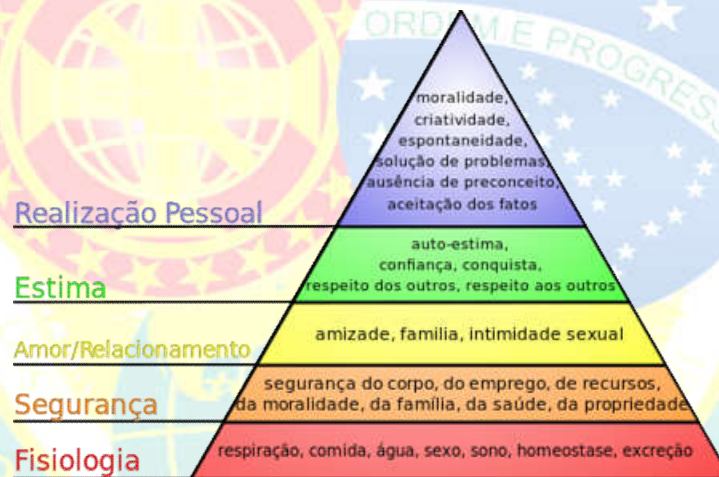 ORDEM E PROGRESS
moralidade,
criatividade,
espontaneidade,
solução de problemas,
ausência de preconceito,
aceitação dos fatos
Realização Pessoal
auto-estima,
confiança, conquista,
respeito dos outros, respeito aos outros
Estima
amizade, familia, intimidade sexual
Amor/Relacionamento
segurança do corpo, do emprego, de recursos,
da moralidade, da família, da saúde, da propriedade
Segurança
respiração, comida, água, sexo, sono, homeostase, excreção
Fisiologia